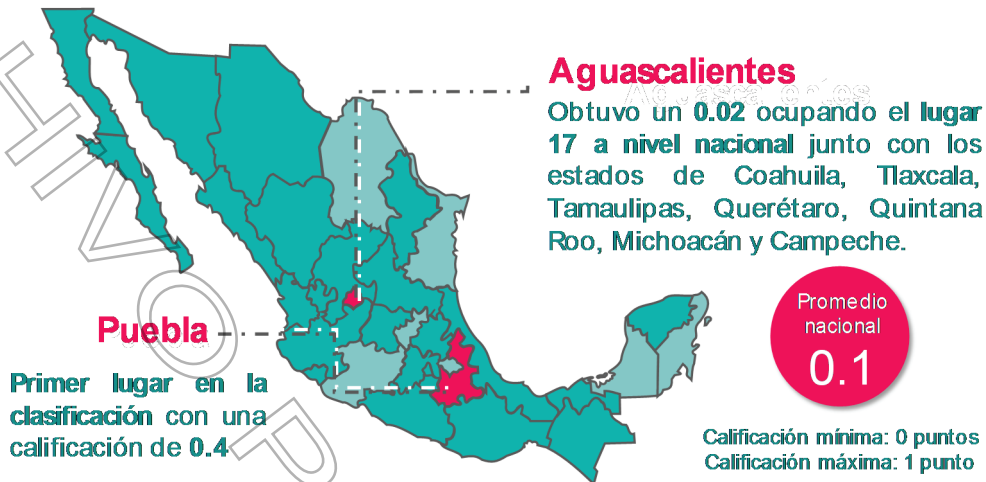 Aguascalientes
Obtuvo un 0.02 ocupando el lugar
17 a nivel nacional junto con los
estados de Coahuila, Tlaxcala,
Tamaulipas, Querétaro, Quintana
Roo, Michoacán y Campeche.
Promedio
nacional
0.1
Puebla
Primer lugar en la
clasificación con una
calificación de 0.4
Calificación mínima: 0 puntos
Calificación máxima: 1 punto